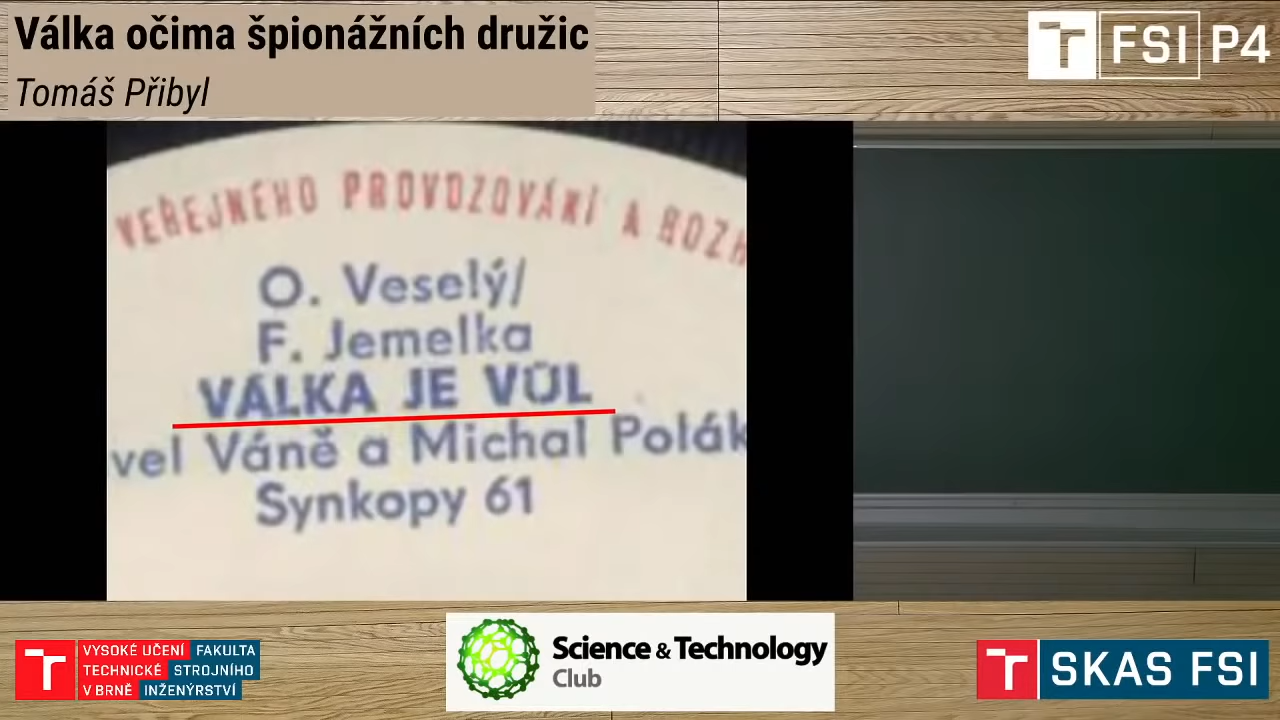 Válka očima špionážních družic
Tomáš Přibyl
FSI P4
VEŘEJNÉHO PROVOZOVÁNÍ A ROZH
O. Veselý/
F. Jemelka
VÁLKA JE VŮL
vel Váně a Michal Polák
Synkopy 61
VYSOKÉ UČENÍ FAKULTA
TECHNICKÉ STROJNÍHO
V BRNĚ INŽENÝRSTVÍ
Science & Technology
Club
SKAS FSI